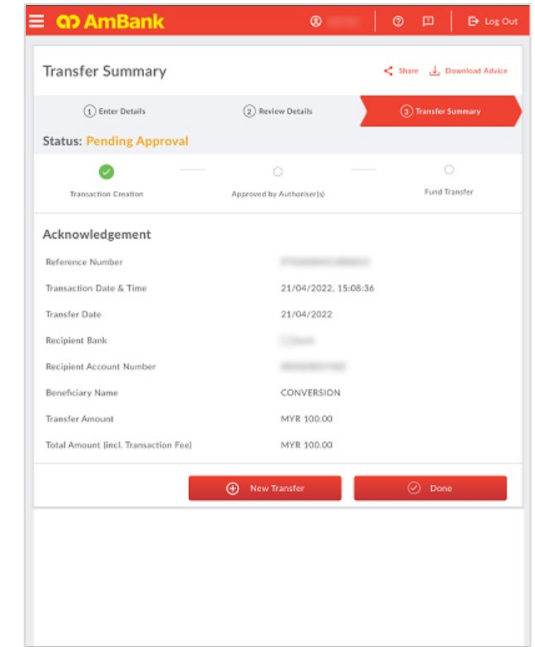 AmBank
Log Out
Transfer Summary
Share Download Advice
1 Enter Details 2 Review Details 3 Transfer Summary
Status: Pending Approval
Transaction Creation Approved by Authoriser(s) Fund Transfer
Acknowledgement
Reference Number
Transaction Date & Time 21/04/2022, 15:08:36
Transfer Date 21/04/2022
Recipient Bank
Recipient Account Number
Beneficiary Name CONVERSION
Transfer Amount MYR 100.00
Total Amount (incl. Transaction Fee) MYR 100.00
New Transfer Done